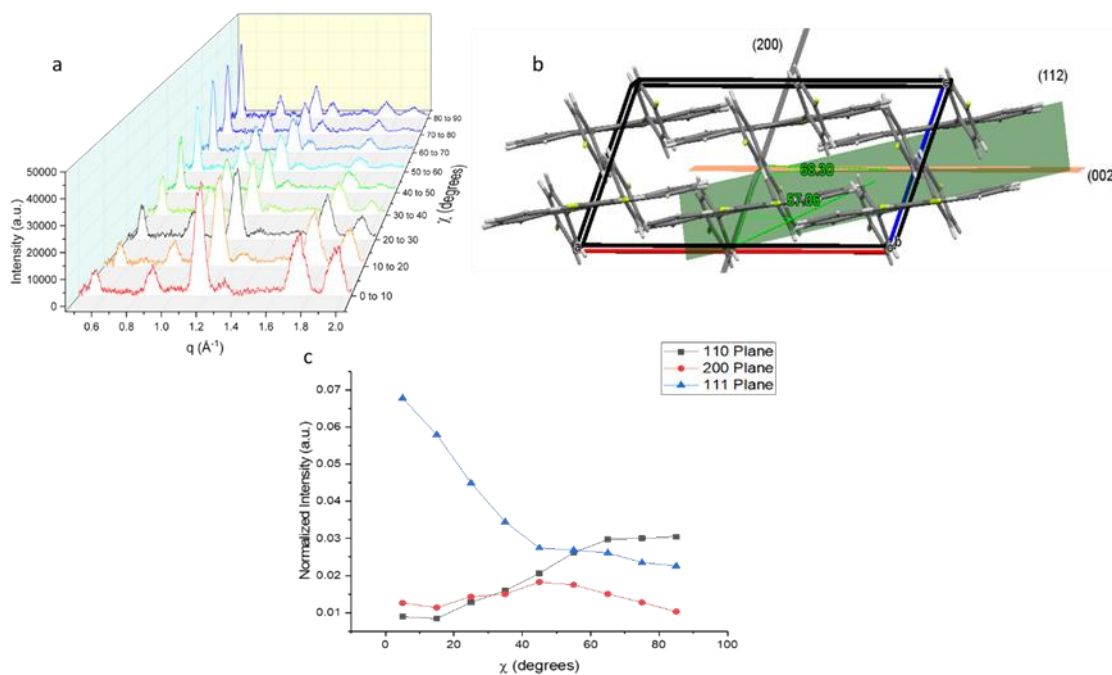 a
Intensity (a.u.)
50000
40000
30000
20000
10000
0
0.6
0.8
1.0
1.2
1.4
1.6
1.8
2.0
q (Å⁻¹)
80 to 90
70 to 80
60 to 70
50 to 60
40 to 50
30 to 40
20 to 30
10 to 20
0 to 10
χ (degrees)
b
(200)
(112)
(002
68.38
57.86
c
110 Plane
200 Plane
111 Plane
Normalized Intensity (a.u.)
0.07
0.06
0.05
0.04
0.03
0.02
0.01
0
20
40
60
80
100
χ (degrees)